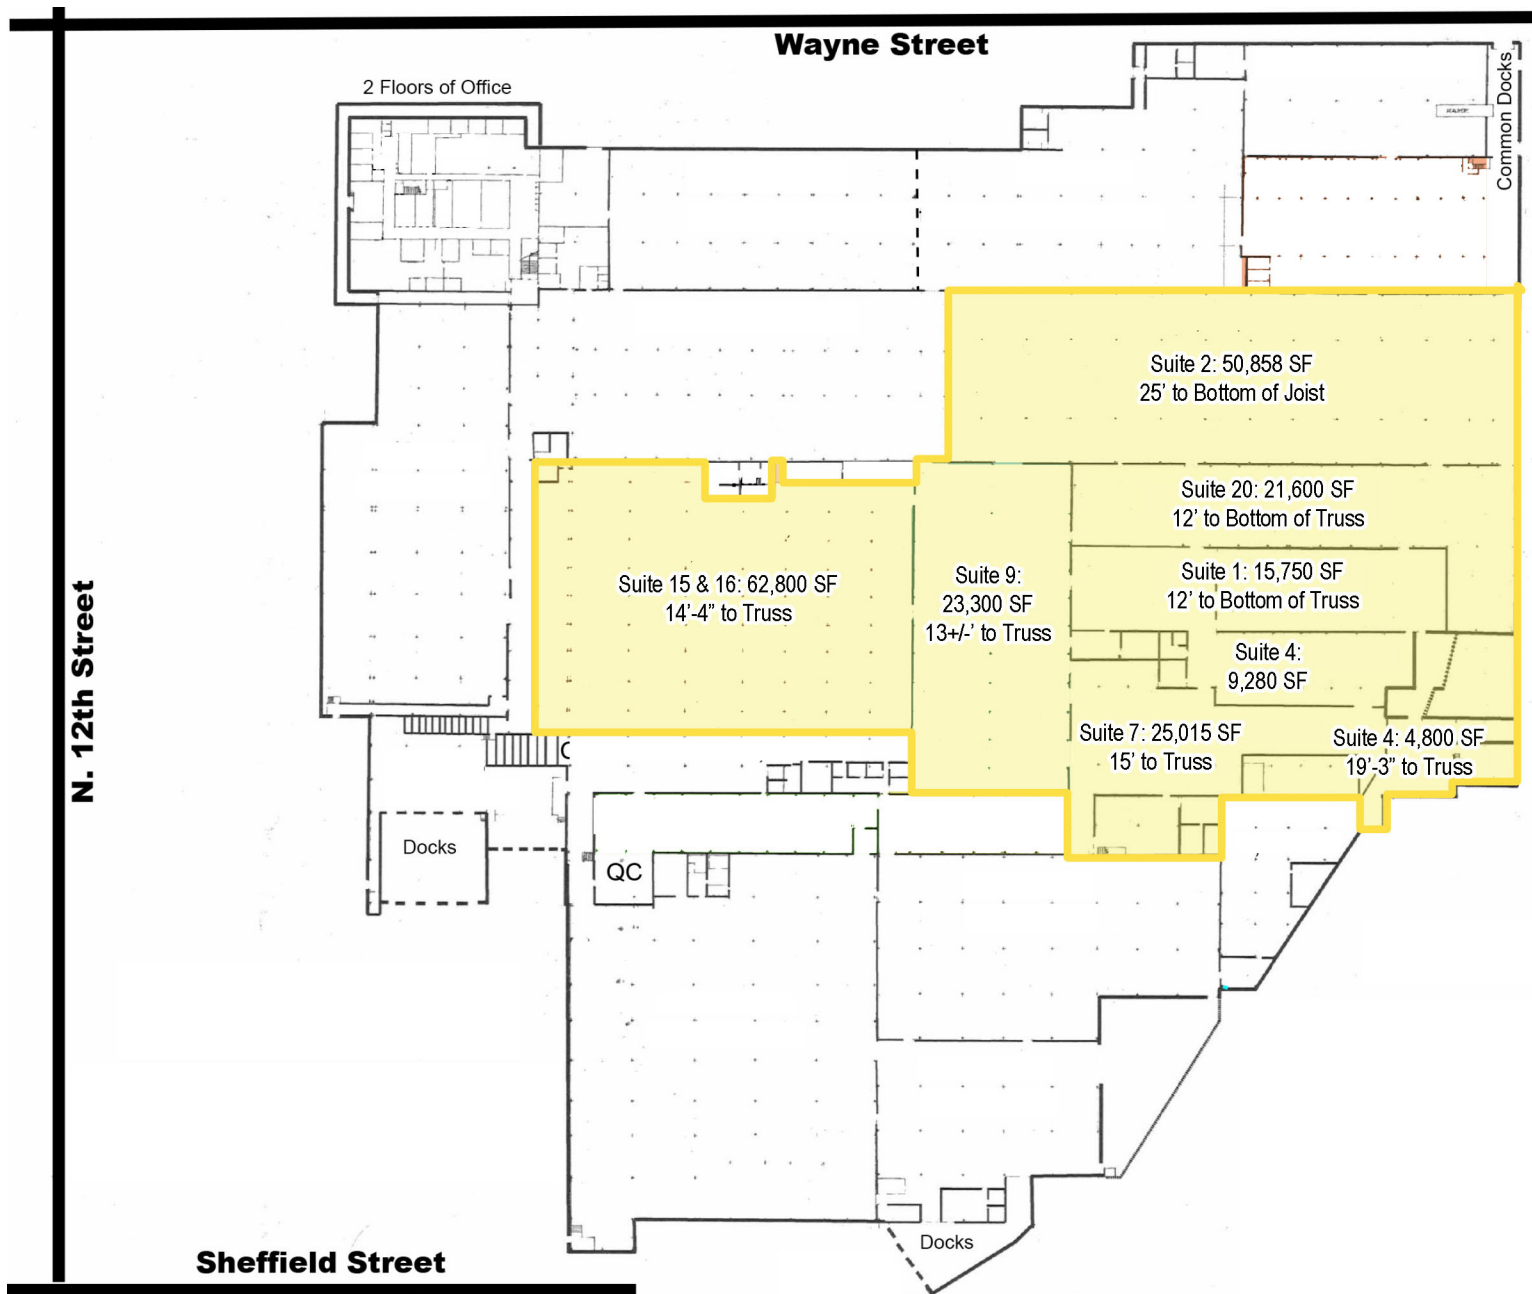 Wayne Street
2 Floors of Office
Common Docks
Suite 2: 50,858 SF
25’ to Bottom of Joist
Suite 20: 21,600 SF
12’ to Bottom of Truss
Suite 1: 15,750 SF
12’ to Bottom of Truss
Suite 15 & 16: 62,800 SF
14’-4” to Truss
Suite 9:
23,300 SF
13+/-’ to Truss
Suite 4:
9,280 SF
Suite 7: 25,015 SF
15’ to Truss
Suite 4: 4,800 SF
19’-3” to Truss
N. 12th Street
Docks
QC
Docks
Sheffield Street